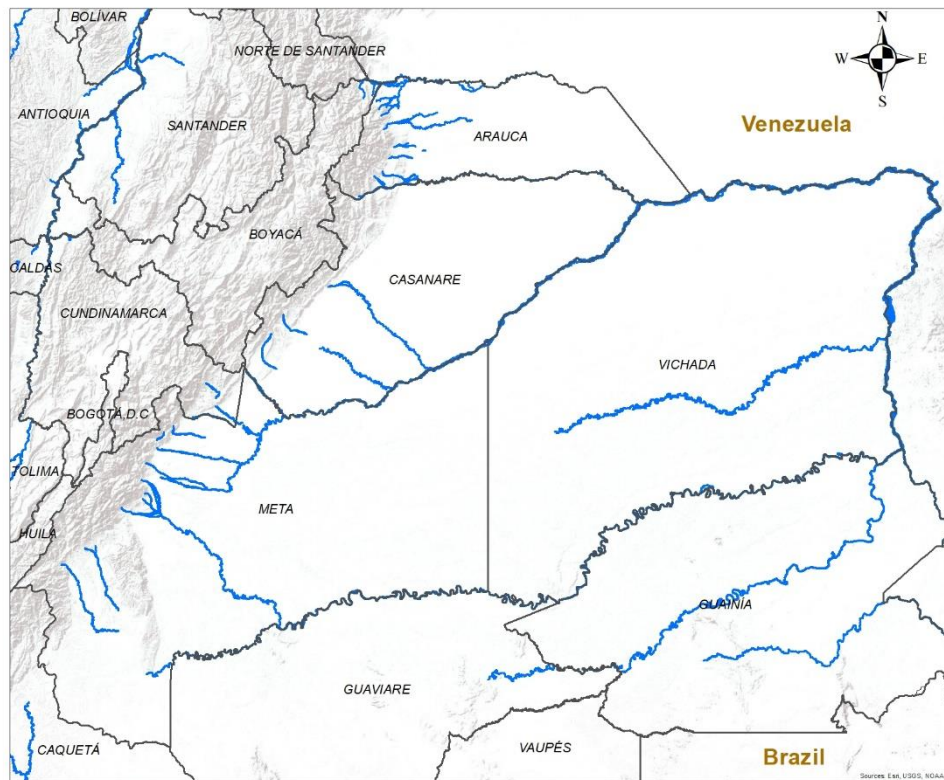 BOLÍVAR
N
NORTE DE SANTANDER
W
E
S
ANTIOQUIA
SANTANDER
Venezuela
ARAUCA
BOYACÁ
CALDAS
CASANARE
CUNDINAMARCA
VICHADA
BOGOTÁ,D.C
TOLIMA
META
HUILA
GUAINÍA
GUAVIARE
CAQUETÁ
VAUPÉS
Brazil
Sources: Esri, USGS, NOAA